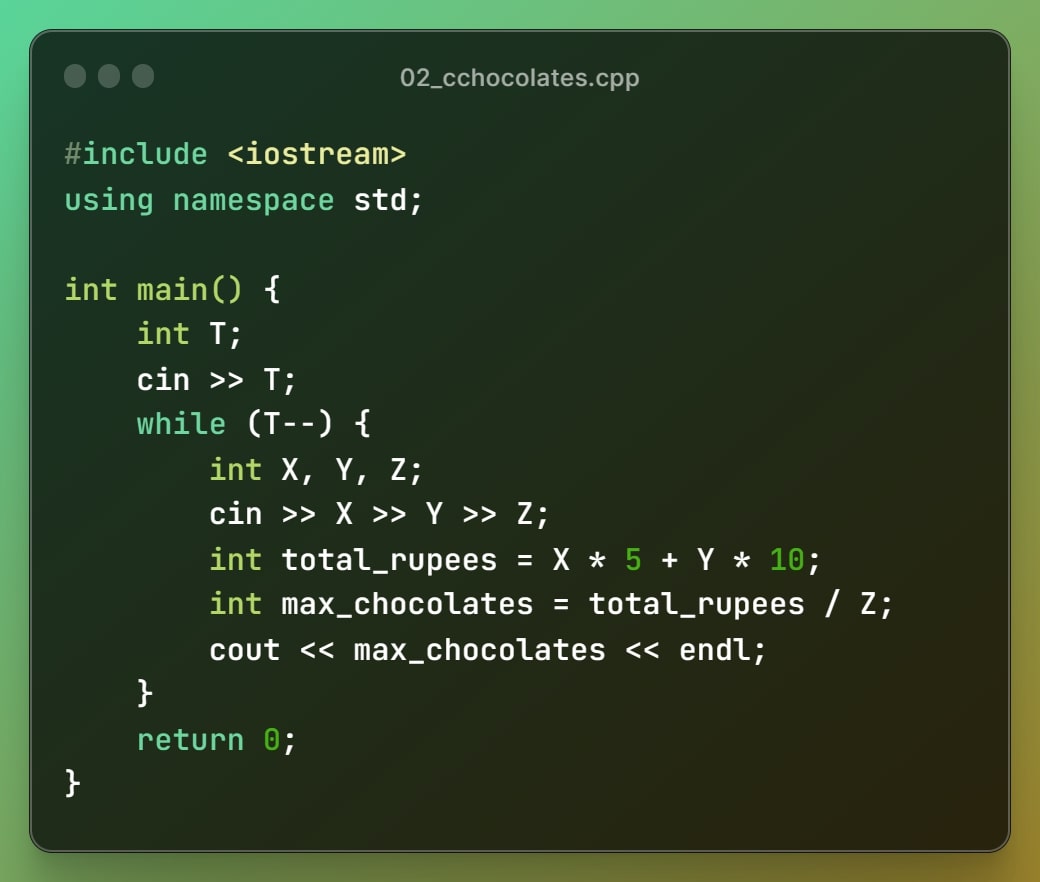 02_cchocolates.cpp
#include <iostream>
using namespace std;
int main() {
    int T;
    cin >> T;
    while (T--) {
        int X, Y, Z;
        cin >> X >> Y >> Z;
        int total_rupees = X * 5 + Y * 10;
        int max_chocolates = total_rupees / Z;
        cout << max_chocolates << endl;
    }
    return 0;
}